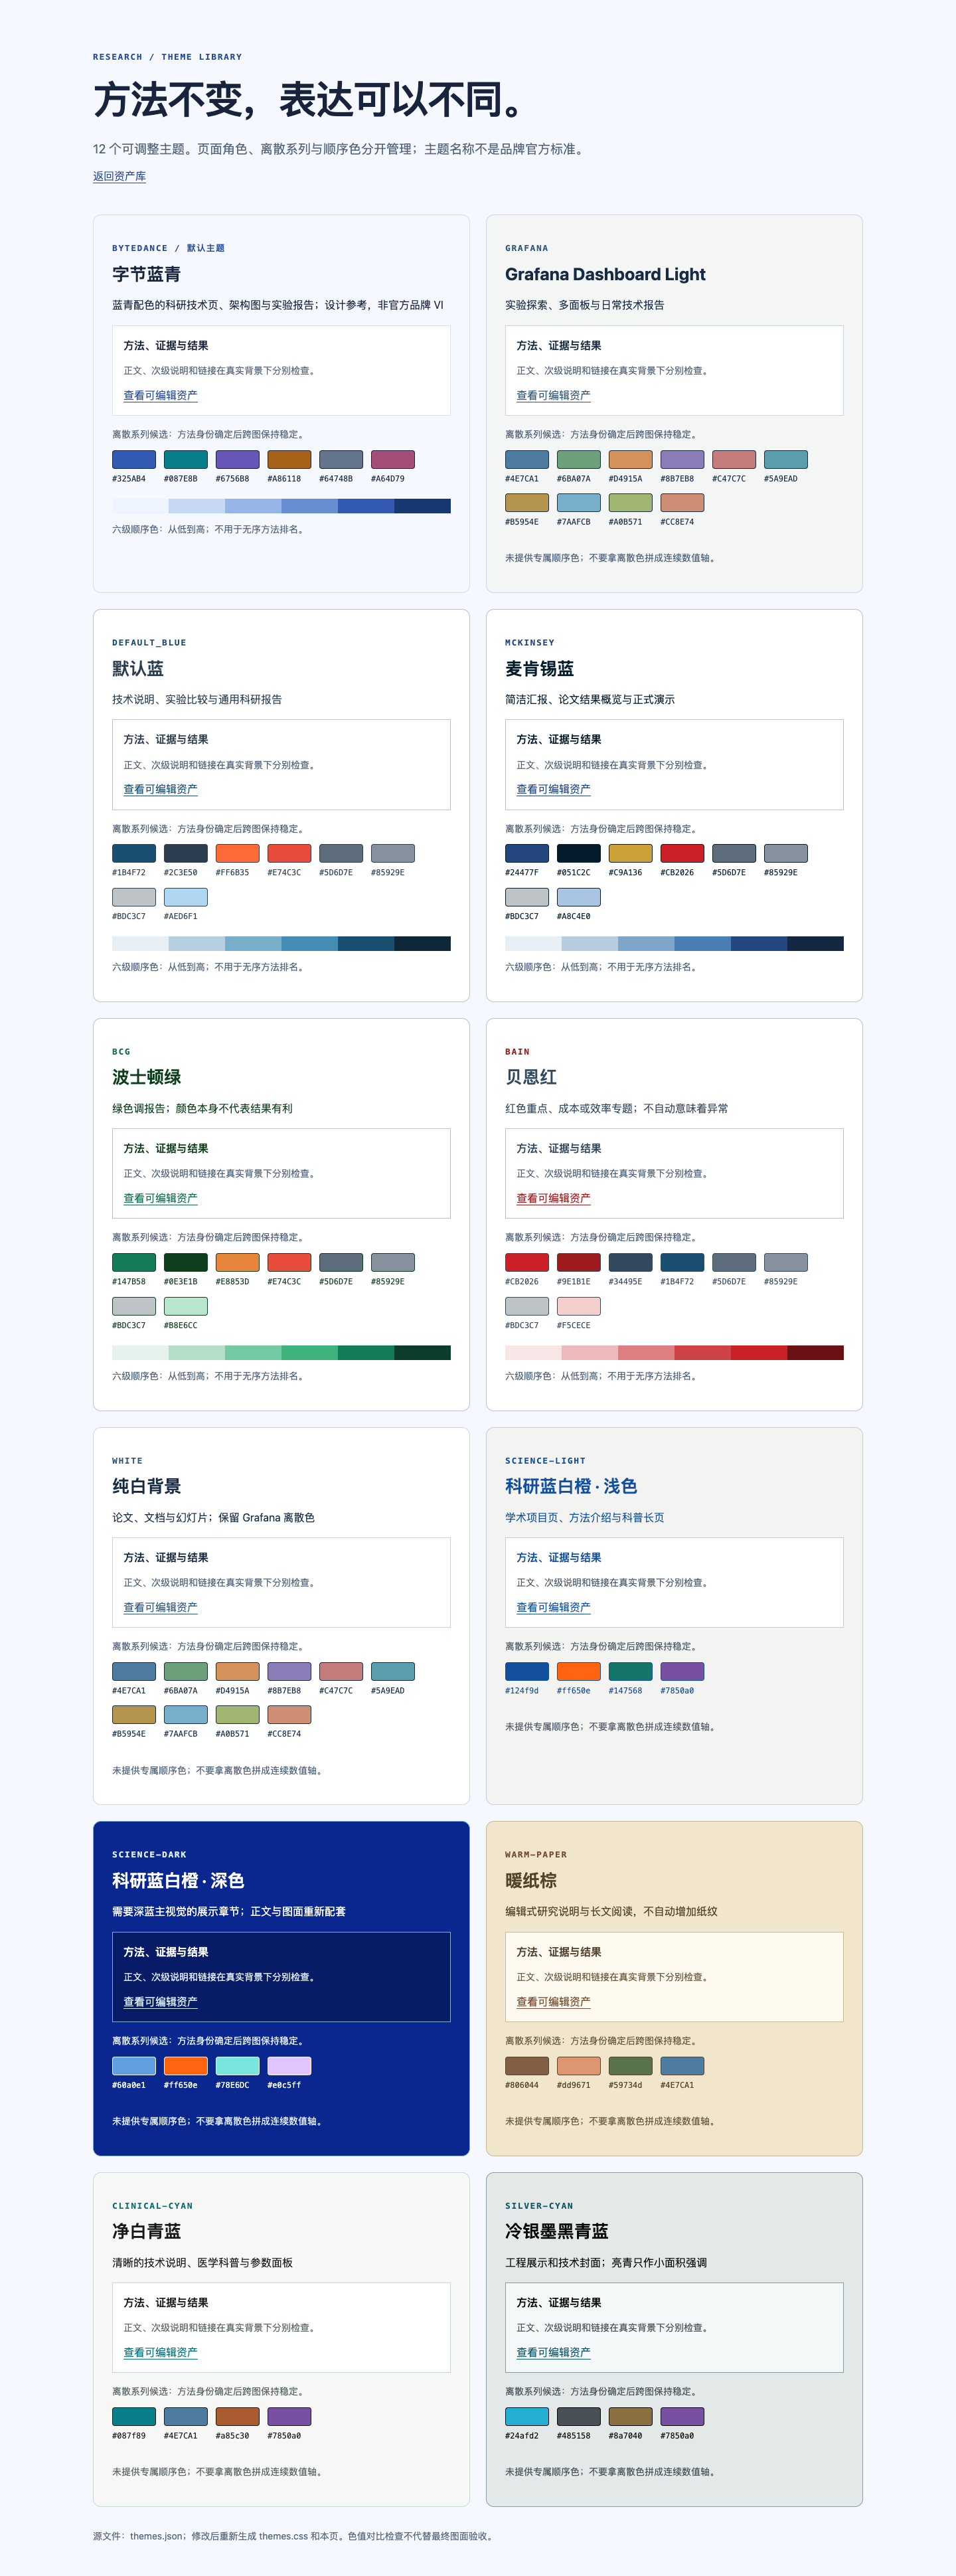 RESEARCH / THEME LIBRARY
方法不变，表达可以不同。
12 个可调整主题。页面角色、离散系列与顺序色分开管理；主题名称不是品牌官方标准。
返回资产库
BYTEDANCE / 默认主题
字节蓝青
蓝青配色的科研技术页、架构图与实验报告；设计参考，非官方品牌 VI
方法、证据与结果
正文、次级说明和链接在真实背景下分别检查。
查看可编辑资产
离散系列候选：方法身份确定后跨图保持稳定。
#325AB4 #087E8B #6756B8 #A86118 #64748B #A64D79
六级顺序色：从低到高；不用于无序方法排名。
GRAFANA
Grafana Dashboard Light
实验探索、多面板与日常技术报告
方法、证据与结果
正文、次级说明和链接在真实背景下分别检查。
查看可编辑资产
离散系列候选：方法身份确定后跨图保持稳定。
#4E7CA1 #6BA07A #D4915A #8B7EB8 #C47C7C #5A9EAD
#B5954E #7AAFCB #A0B571 #CC8E74
未提供专属顺序色；不要拿离散色拼成连续数值轴。
DEFAULT_BLUE
默认蓝
技术说明、实验比较与通用科研报告
方法、证据与结果
正文、次级说明和链接在真实背景下分别检查。
查看可编辑资产
离散系列候选：方法身份确定后跨图保持稳定。
#1B4F72 #2C3E50 #FF6B35 #E74C3C #5D6D7E #85929E
#BDC3C7 #AED6F1
六级顺序色：从低到高；不用于无序方法排名。
MCKINSEY
麦肯锡蓝
简洁汇报、论文结果概览与正式演示
方法、证据与结果
正文、次级说明和链接在真实背景下分别检查。
查看可编辑资产
离散系列候选：方法身份确定后跨图保持稳定。
#24477F #051C2C #C9A136 #CB2026 #5D6D7E #85929E
#BDC3C7 #A8C4E0
六级顺序色：从低到高；不用于无序方法排名。
BCG
波士顿绿
绿色调报告；颜色本身不代表结果有利
方法、证据与结果
正文、次级说明和链接在真实背景下分别检查。
查看可编辑资产
离散系列候选：方法身份确定后跨图保持稳定。
#147B58 #0E3E1B #E8853D #E74C3C #5D6D7E #85929E
#BDC3C7 #B8E6CC
六级顺序色：从低到高；不用于无序方法排名。
BAIN
贝恩红
红色重点、成本或效率专题；不自动意味着异常
方法、证据与结果
正文、次级说明和链接在真实背景下分别检查。
查看可编辑资产
离散系列候选：方法身份确定后跨图保持稳定。
#CB2026 #9E1B1E #34495E #1B4F72 #5D6D7E #85929E
#BDC3C7 #F5CECE
六级顺序色：从低到高；不用于无序方法排名。
WHITE
纯白背景
论文、文档与幻灯片；保留 Grafana 离散色
方法、证据与结果
正文、次级说明和链接在真实背景下分别检查。
查看可编辑资产
离散系列候选：方法身份确定后跨图保持稳定。
#4E7CA1 #6BA07A #D4915A #8B7EB8 #C47C7C #5A9EAD
#B5954E #7AAFCB #A0B571 #CC8E74
未提供专属顺序色；不要拿离散色拼成连续数值轴。
SCIENCE-LIGHT
科研蓝白橙 · 浅色
学术项目页、方法介绍与科普长页
方法、证据与结果
正文、次级说明和链接在真实背景下分别检查。
查看可编辑资产
离散系列候选：方法身份确定后跨图保持稳定。
#124f9d #ff650e #147568 #7850a0
未提供专属顺序色；不要拿离散色拼成连续数值轴。
SCIENCE-DARK
科研蓝白橙 · 深色
需要深蓝主视觉的展示章节；正文与图面重新配套
方法、证据与结果
正文、次级说明和链接在真实背景下分别检查。
查看可编辑资产
离散系列候选：方法身份确定后跨图保持稳定。
#60a0e1 #ff650e #78E6DC #e0c5ff
未提供专属顺序色；不要拿离散色拼成连续数值轴。
WARM-PAPER
暖纸棕
编辑式研究说明与长文阅读，不自动增加纸纹
方法、证据与结果
正文、次级说明和链接在真实背景下分别检查。
查看可编辑资产
离散系列候选：方法身份确定后跨图保持稳定。
#806044 #dd9671 #59734d #4E7CA1
未提供专属顺序色；不要拿离散色拼成连续数值轴。
CLINICAL-CYAN
净白青蓝
清晰的技术说明、医学科普与参数面板
方法、证据与结果
正文、次级说明和链接在真实背景下分别检查。
查看可编辑资产
离散系列候选：方法身份确定后跨图保持稳定。
#087f89 #4E7CA1 #a85c30 #7850a0
未提供专属顺序色；不要拿离散色拼成连续数值轴。
SILVER-CYAN
冷银墨黑青蓝
工程展示和技术封面；亮青只作小面积强调
方法、证据与结果
正文、次级说明和链接在真实背景下分别检查。
查看可编辑资产
离散系列候选：方法身份确定后跨图保持稳定。
#24afd2 #485158 #8a7040 #7850a0
未提供专属顺序色；不要拿离散色拼成连续数值轴。
源文件：themes.json；修改后重新生成 themes.css 和本页。色值对比检查不代替最终图面验收。